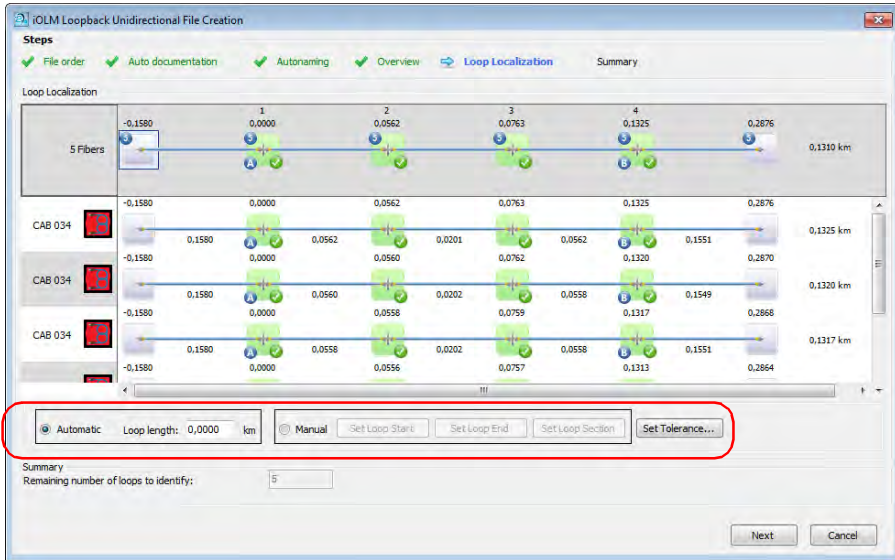 iOLM Loopback Unidirectional File Creation
Steps
File order Auto documentation Autonaming Overview Loop Localization Summary
Loop Localization
1 2 3 4
-0,1580 0,0000 0,0562 0,0763 0,1325 0,2876
5 5 5 5 5 5
5 Fibers 0,1310 km
A B
-0,1580 0,0000 0,0562 0,0763 0,1325 0,2876
CAB 034 0,1325 km
0,1580 A 0,0562 0,0201 0,0562 B 0,1551
-0,1580 0,0000 0,0560 0,0762 0,1320 0,2870
CAB 034 0,1320 km
0,1580 A 0,0560 0,0202 0,0558 B 0,1549
-0,1580 0,0000 0,0558 0,0759 0,1317 0,2868
CAB 034 0,1317 km
0,1580 A 0,0558 0,0202 0,0558 B 0,1551
-0,1580 0,0000 0,0556 0,0757 0,1313 0,2864
Automatic Loop length: 0,0000 km Manual Set Loop Start Set Loop End Set Loop Section Set Tolerance...
Summary
Remaining number of loops to identify: 5
Next Cancel